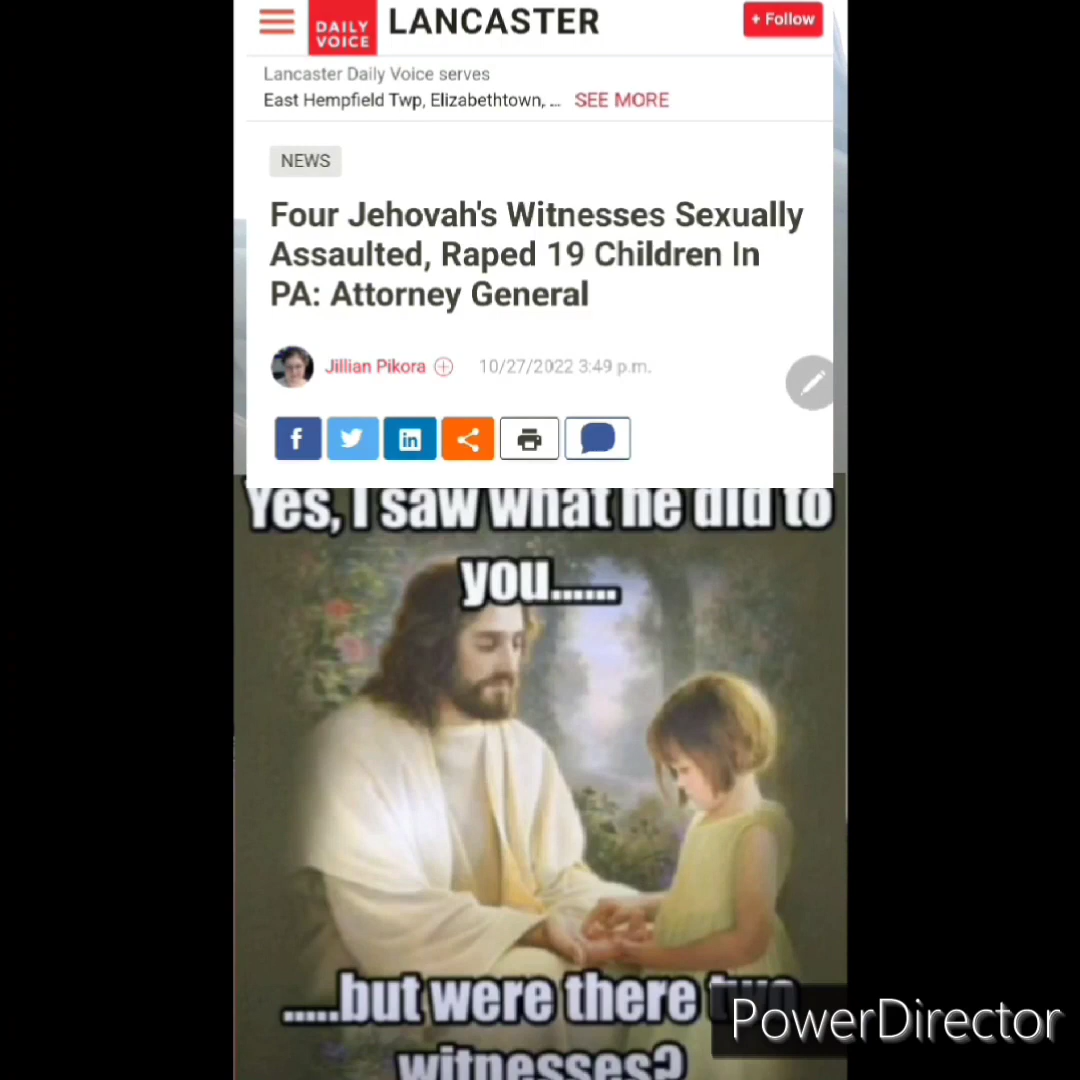 DAILY
VOICE
LANCASTER
+ Follow
Lancaster Daily Voice serves
East Hempfield Twp, Elizabethtown, ... SEE MORE
NEWS
Four Jehovah's Witnesses Sexually
Assaulted, Raped 19 Children In
PA: Attorney General
Jillian Pikora
10/27/2022 3:49 p.m.
f
in
Yes, I saw what he did to
you......
.....but were there two
witnesses?
PowerDirector